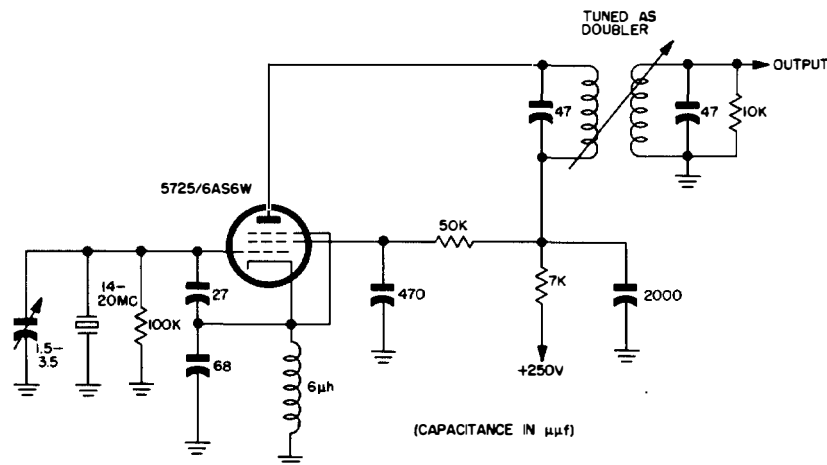 TUNED AS
DOUBLER
OUTPUT
47
47
10K
5725/6AS6W
50K
14-
20MC
27
470
7K
2000
100K
1.5-
3.5
68
6μh
+250V
(CAPACITANCE IN μμf)